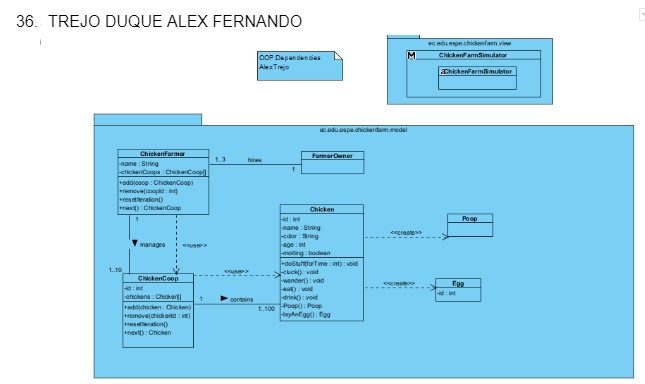 36. TREJO DUQUE ALEX FERNANDO
OOP Dependencies
AlexTrejo
ec.edu.espe.chickenfarm.view
M
ChickenFarmSimulator
ChickenFarmSimulator
ec.edu.espe.chickenfarm.model
ChickenFarmer
-name : String
-chickenCoops : ChickenCoop[]
+add(coop : ChickenCoop)
+remove(coopId : int)
+resetIteration()
+next() : ChickenCoop
1..3
hires
1
FarmerOwner
1
manages
<<use>>
1..10
ChickenCoop
-id : int
-chickens : Chicken[]
+add(chicken : Chicken)
+remove(chickenId : int)
+resetIteration()
+next() : Chicken
<<use>>
1
contains
1..100
Chicken
-id : int
-name : String
-color : String
-age : int
-molting : boolean
+doStuff(forTime : int) : void
-cluck() : void
-wander() : void
-eat() : void
-drink() : void
-Poop() : Poop
-layAnEgg() : Egg
<<create>>
Poop
<<create>>
Egg
-id : int